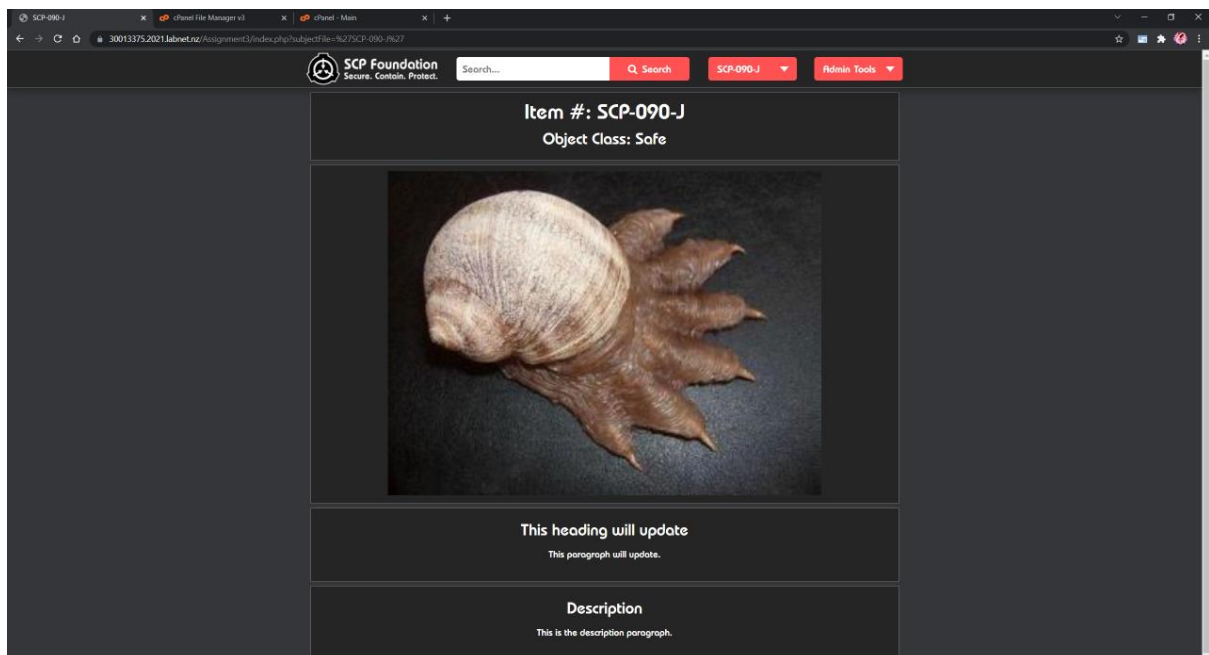 SCP-090-J
cPanel File Manager v3
cPanel - Main
30013375.2021.labnet.nz/Assignment3/index.php?subjectFile=%27SCP-090-J%27
SCP Foundation
Secure. Contain. Protect.
Search...
Search
SCP-090-J
Admin Tools
Item #: SCP-090-J
Object Class: Safe
This heading will update
This paragraph will update.
Description
This is the description paragraph.